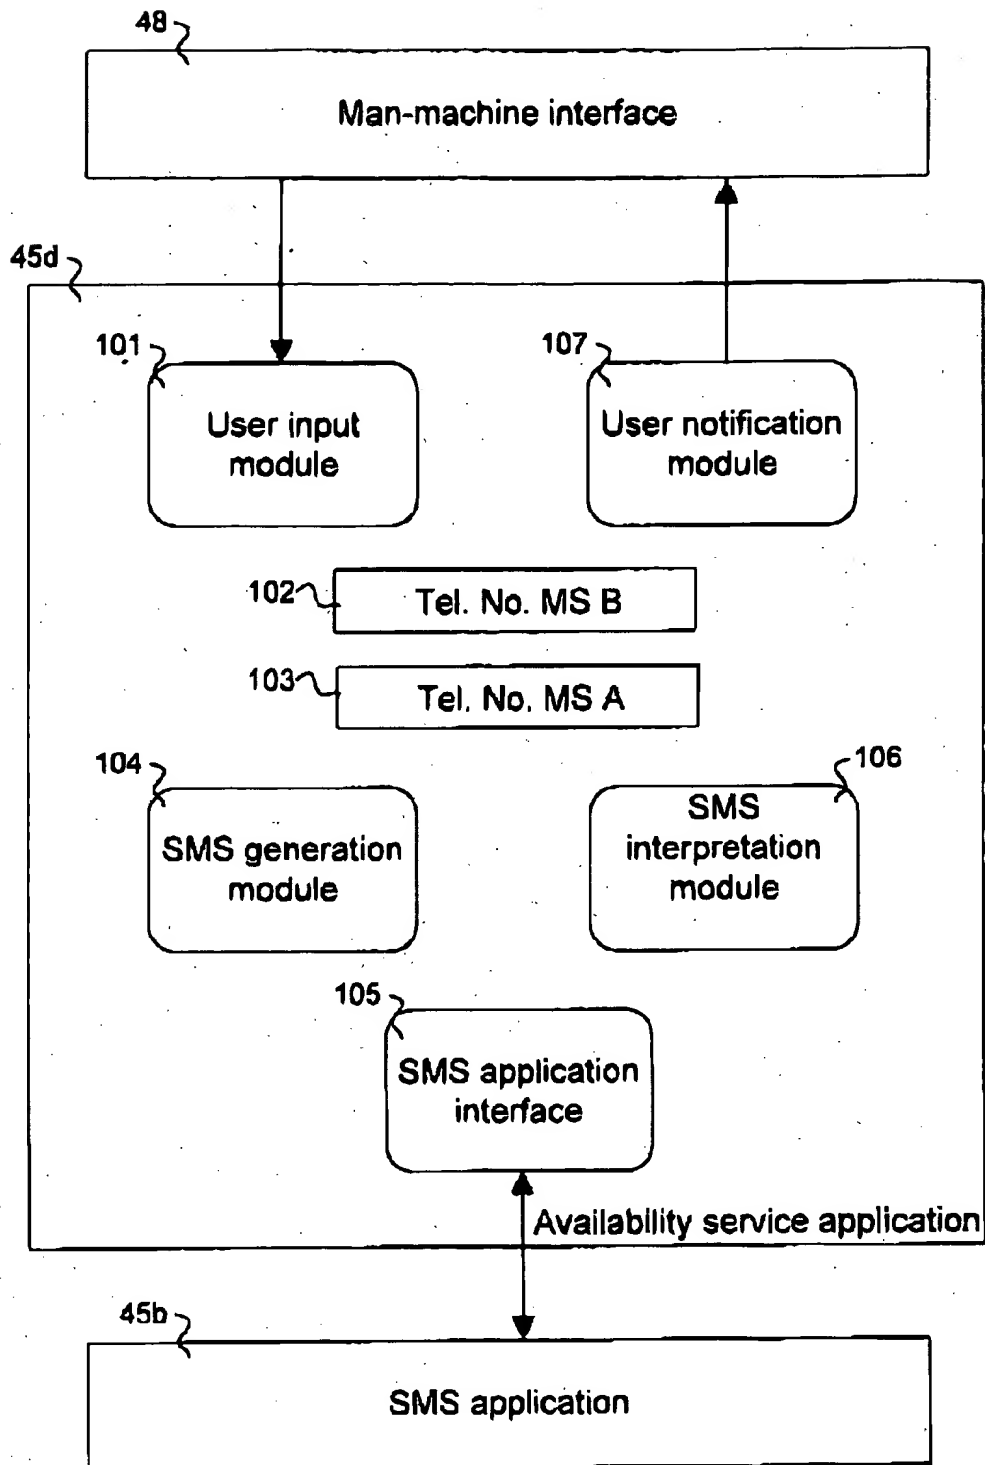 48
Man-machine interface
45d
101
107
User input
module
User notification
module
102
Tel. No. MS B
103
Tel. No. MS A
104
106
SMS generation
module
SMS
interpretation
module
105
SMS application
interface
Availability service application
45b
SMS application